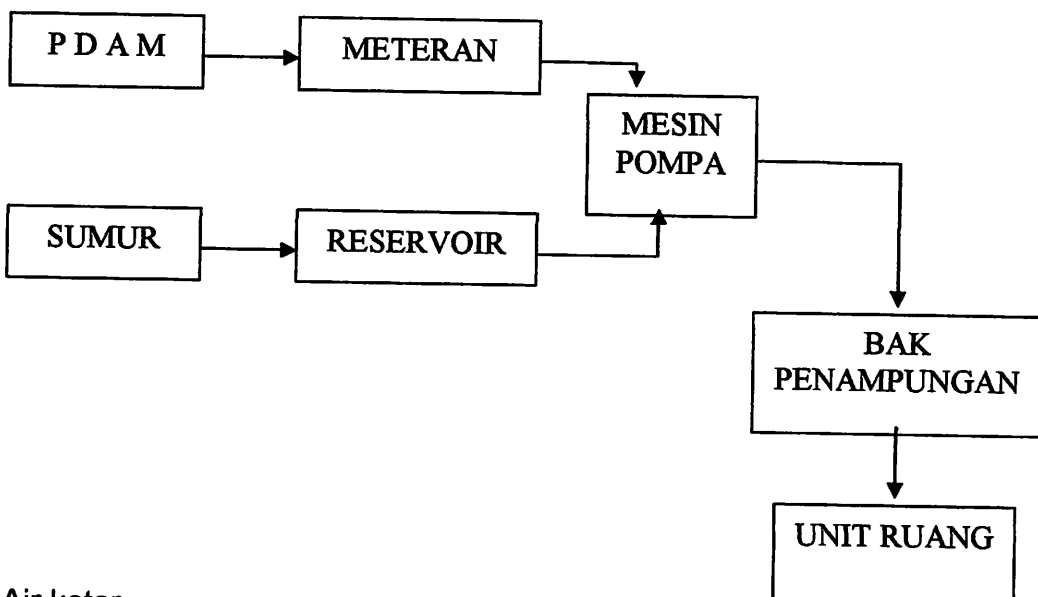 P D A M
METERAN
MESIN
POMPA
SUMUR
RESERVOIR
BAK
PENAMPUNGAN
UNIT RUANG